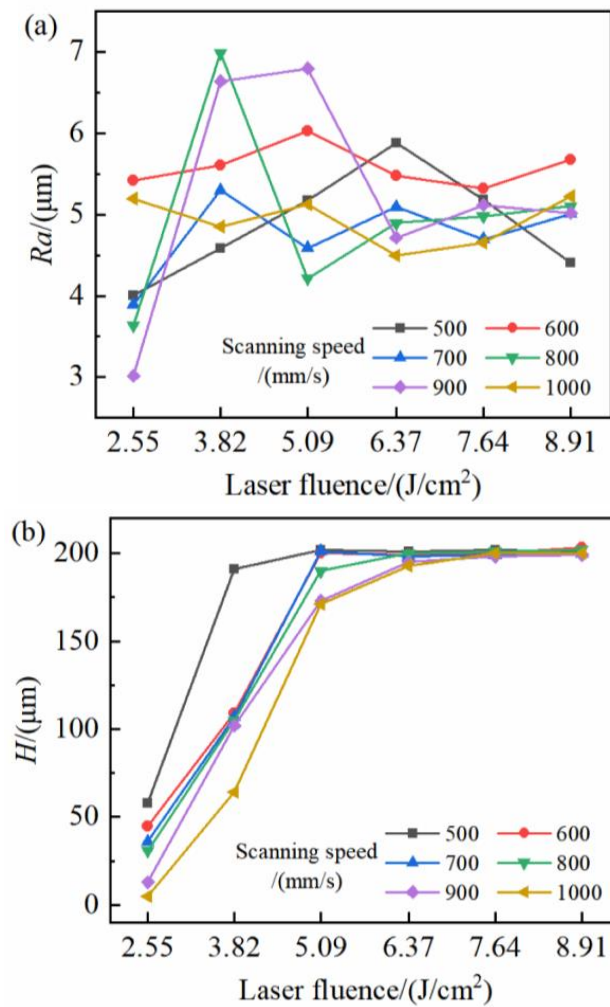 (a)
Ra/(μm)
7
6
5
4
3
Scanning speed
/(mm/s)
500 600
700 800
900 1000
2.55 3.82 5.09 6.37 7.64 8.91
Laser fluence/(J/cm²)
(b)
H/(μm)
200
150
100
50
0
Scanning speed
/(mm/s)
500 600
700 800
900 1000
2.55 3.82 5.09 6.37 7.64 8.91
Laser fluence/(J/cm²)